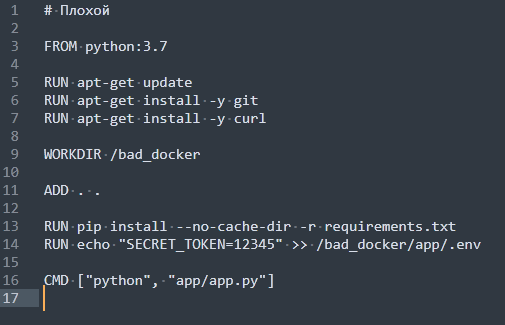 1 # Плохой
2
3 FROM python:3.7
4
5 RUN apt-get update
6 RUN apt-get install -y git
7 RUN apt-get install -y curl
8
9 WORKDIR /bad_docker
10
11 ADD . .
12
13 RUN pip install --no-cache-dir -r requirements.txt
14 RUN echo "SECRET_TOKEN=12345" >> /bad_docker/app/.env
15
16 CMD ["python", "app/app.py"]
17